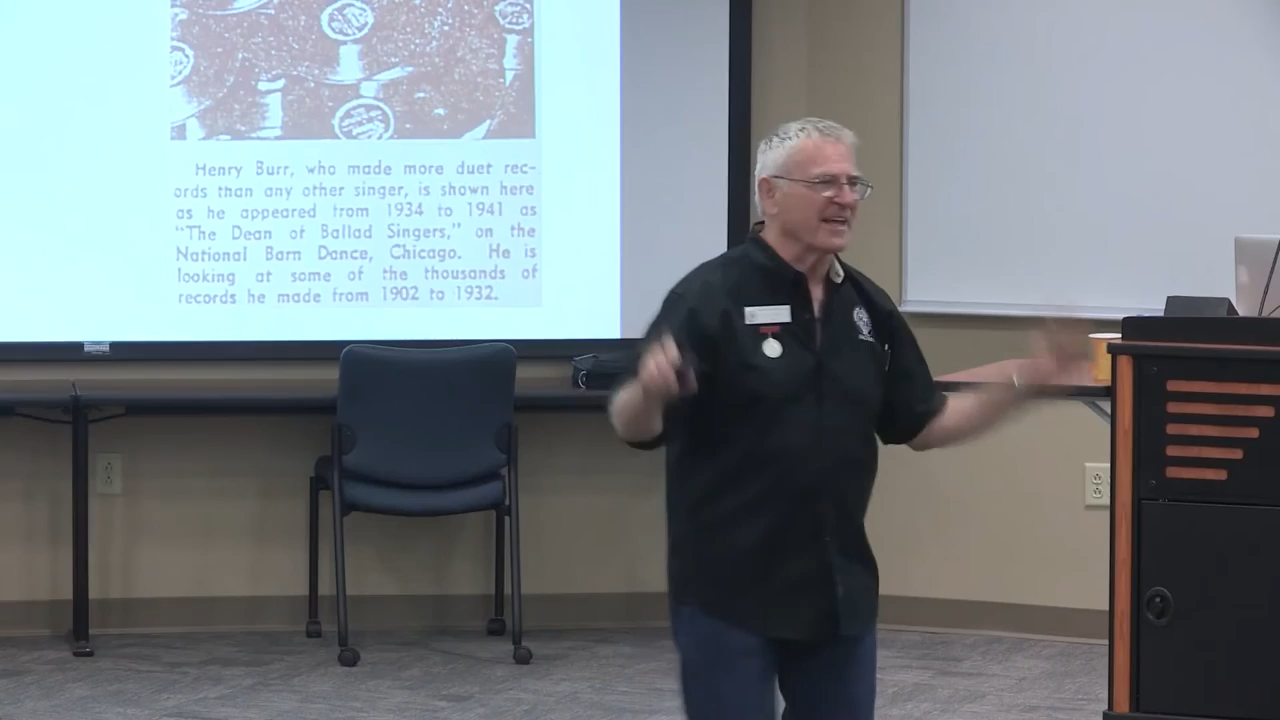 Henry Burr, who made more duet rec-
ords than any other singer, is shown here
as he appeared from 1934 to 1941 as
"The Dean of Ballad Singers," on the
National Barn Dance, Chicago. He is
looking at some of the thousands of
records he made from 1902 to 1932.